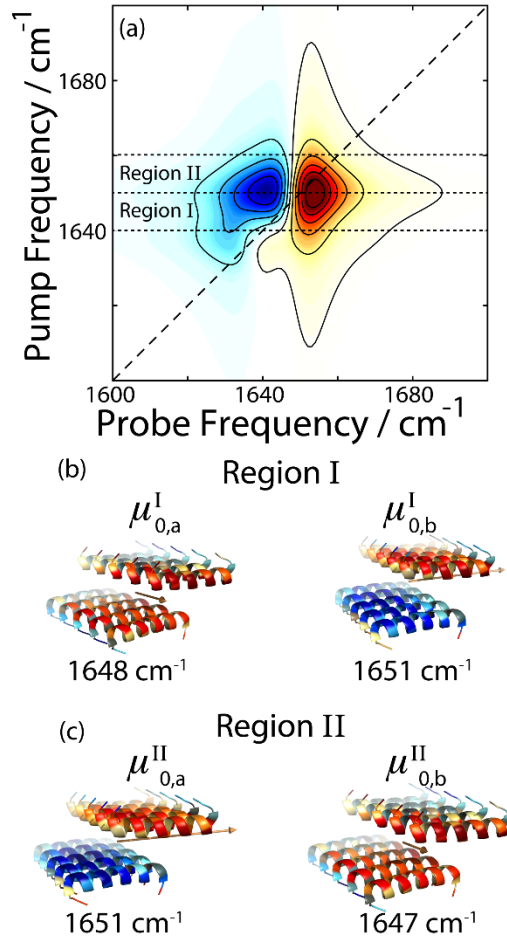 (a)
1680
Region II
Region I
1640
Pump Frequency / cm⁻¹
1600 1640 1680
Probe Frequency / cm⁻¹
(b) Region I
μᴵ₀,ₐ μᴵ₀,b
1648 cm⁻¹ 1651 cm⁻¹
(c) Region II
μᴵᴵ₀,ₐ μᴵᴵ₀,b
1651 cm⁻¹ 1647 cm⁻¹